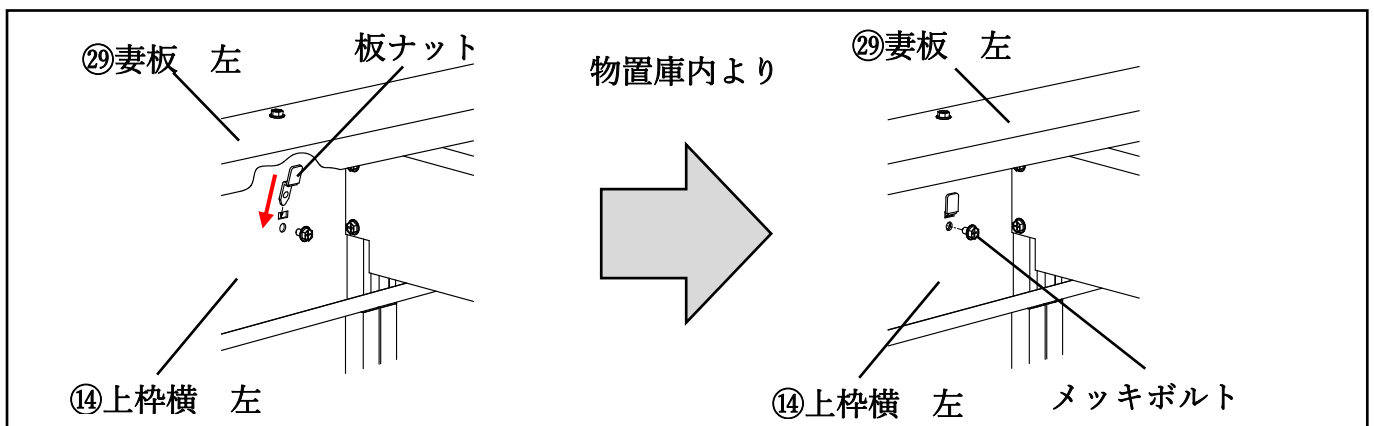 ㉙妻板　左
板ナット
物置庫内より
㉙妻板　左
⑭上枠横　左
⑭上枠横　左
メッキボルト